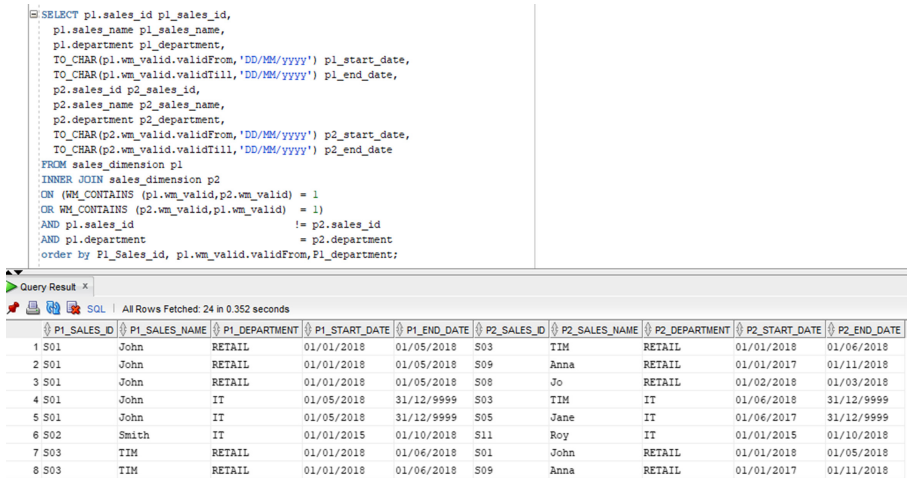 SELECT p1.sales_id p1_sales_id,
p1.sales_name p1_sales_name,
p1.department p1_department,
TO_CHAR(p1.wm_valid.validFrom,'DD/MM/yyyy') p1_start_date,
TO_CHAR(p1.wm_valid.validTill,'DD/MM/yyyy') p1_end_date,
p2.sales_id p2_sales_id,
p2.sales_name p2_sales_name,
p2.department p2_department,
TO_CHAR(p2.wm_valid.validFrom,'DD/MM/yyyy') p2_start_date,
TO_CHAR(p2.wm_valid.validTill,'DD/MM/yyyy') p2_end_date
FROM sales_dimension p1
INNER JOIN sales_dimension p2
ON (WM_CONTAINS (p1.wm_valid,p2.wm_valid) = 1
OR WM_CONTAINS (p2.wm_valid,p1.wm_valid) = 1)
AND p1.sales_id != p2.sales_id
AND p1.department = p2.department
order by P1_Sales_id, p1.wm_valid.validFrom,P1_department;
Query Result x
SQL | All Rows Fetched: 24 in 0.352 seconds
P1_SALES_ID P1_SALES_NAME P1_DEPARTMENT P1_START_DATE P1_END_DATE P2_SALES_ID P2_SALES_NAME P2_DEPARTMENT P2_START_DATE P2_END_DATE
1 S01 John RETAIL 01/01/2018 01/05/2018 S03 TIM RETAIL 01/01/2018 01/06/2018
2 S01 John RETAIL 01/01/2018 01/05/2018 S09 Anna RETAIL 01/01/2017 01/11/2018
3 S01 John RETAIL 01/01/2018 01/05/2018 S08 Jo RETAIL 01/02/2018 01/03/2018
4 S01 John IT 01/05/2018 31/12/9999 S03 TIM IT 01/06/2018 31/12/9999
5 S01 John IT 01/05/2018 31/12/9999 S05 Jane IT 01/06/2017 31/12/9999
6 S02 Smith IT 01/01/2015 01/10/2018 S11 Roy IT 01/01/2015 01/10/2018
7 S03 TIM RETAIL 01/01/2018 01/06/2018 S01 John RETAIL 01/01/2018 01/05/2018
8 S03 TIM RETAIL 01/01/2018 01/06/2018 S09 Anna RETAIL 01/01/2017 01/11/2018